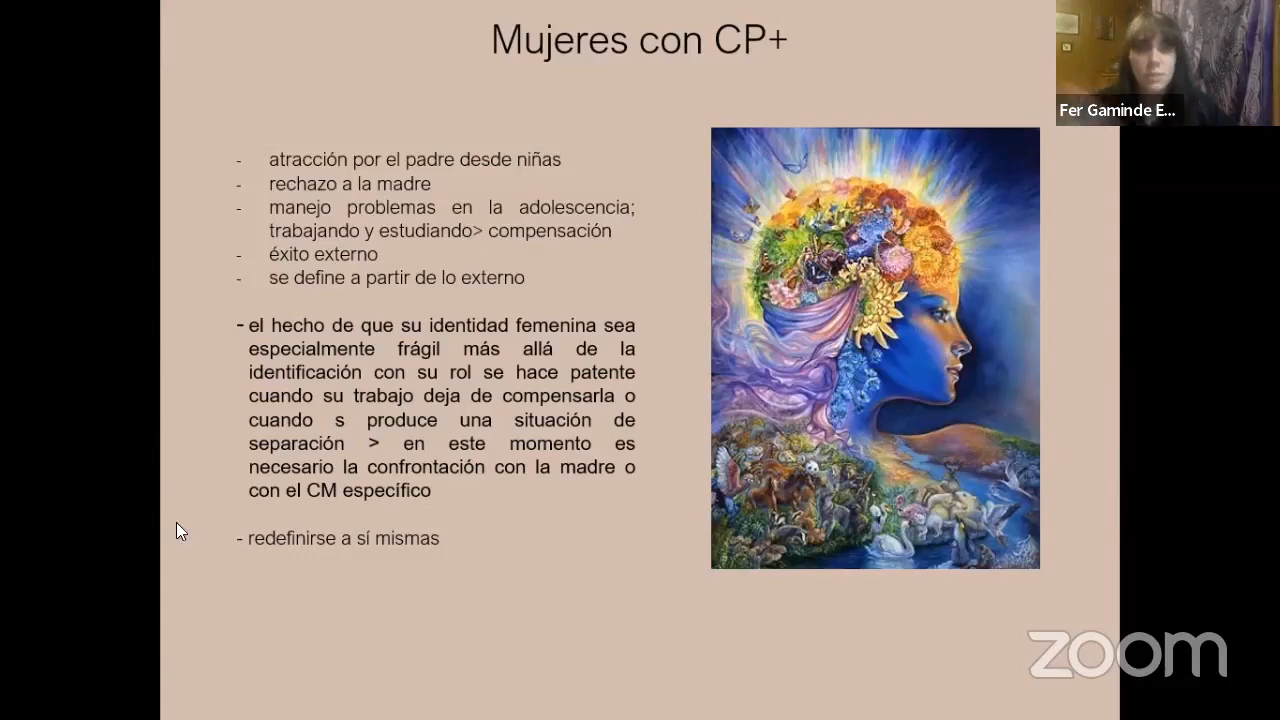 Mujeres con CP+
Fer Gaminde E...
- atracción por el padre desde niñas
- rechazo a la madre
- manejo problemas en la adolescencia;
trabajando y estudiando> compensación
- éxito externo
- se define a partir de lo externo
- el hecho de que su identidad femenina sea
especialmente frágil más allá de la
identificación con su rol se hace patente
cuando su trabajo deja de compensarla o
cuando s produce una situación de
separación > en este momento es
necesario la confrontación con la madre o
con el CM específico
- redefinirse a sí mismas
zoom